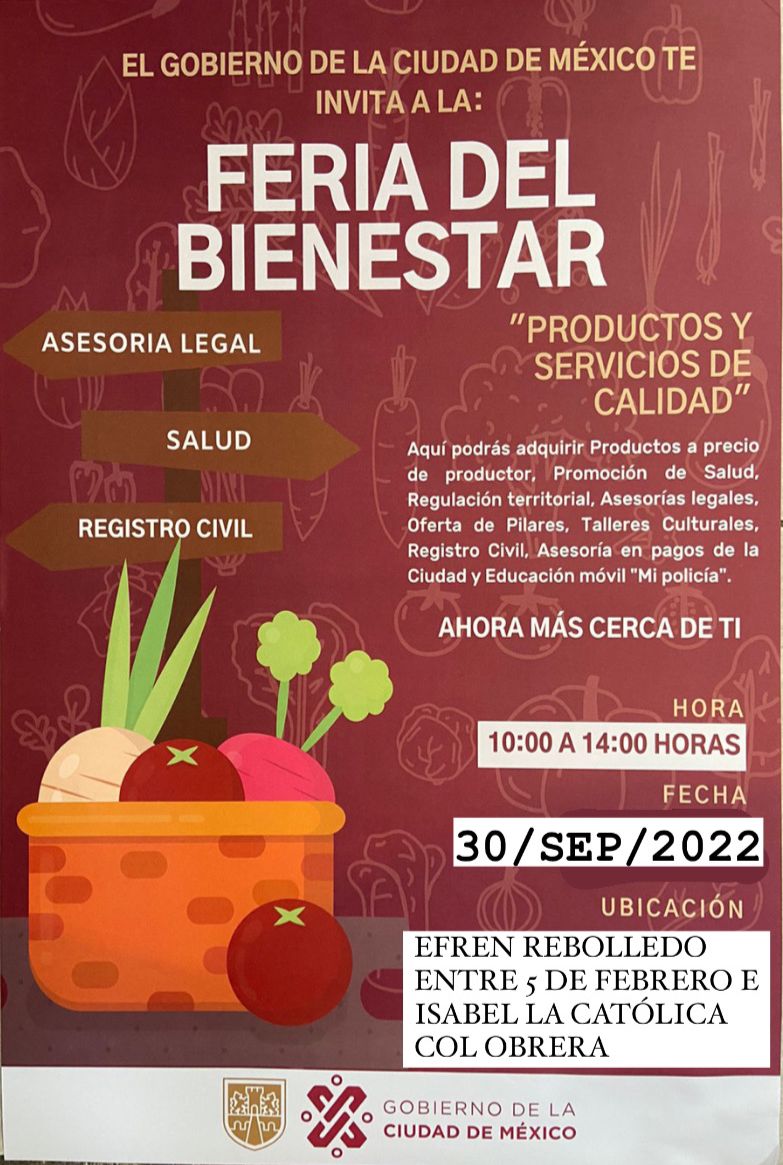 EL GOBIERNO DE LA CIUDAD DE MÉXICO TE
INVITA A LA:
FERIA DEL
BIENESTAR
ASESORIA LEGAL
SALUD
REGISTRO CIVIL
"PRODUCTOS Y
SERVICIOS DE
CALIDAD"
Aquí podrás adquirir Productos a precio
de productor, Promoción de Salud,
Regulación territorial, Asesorías legales,
Oferta de Pilares, Talleres Culturales,
Registro Civil, Asesoría en pagos de la
Ciudad y Educación móvil "Mi policía".
AHORA MÁS CERCA DE TI
HORA
10:00 A 14:00 HORAS
FECHA
30/SEP/2022
UBICACIÓN
EFREN REBOLLEDO
ENTRE 5 DE FEBRERO E
ISABEL LA CATÓLICA
COL OBRERA
GOBIERNO DE LA
CIUDAD DE MÉXICO